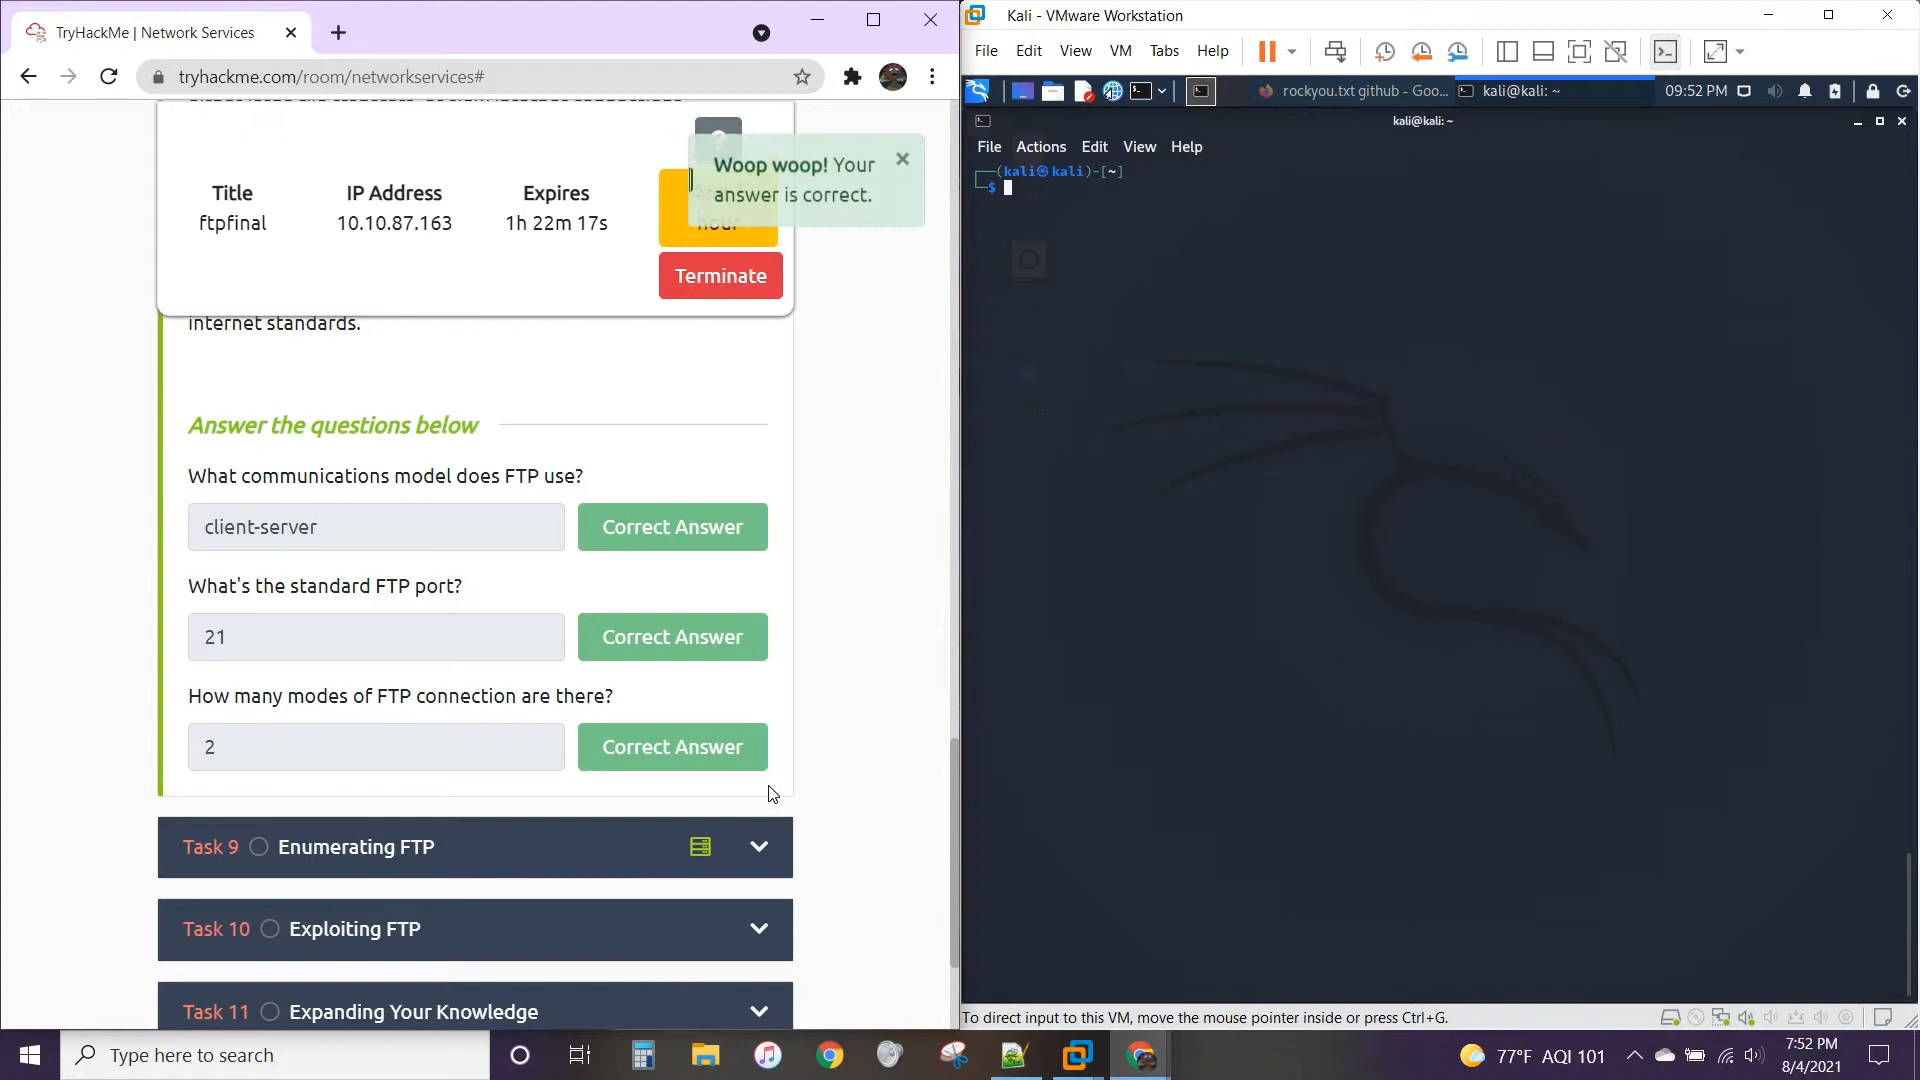 TryHackMe | Network Services
tryhackme.com/room/networkservices#
Title
IP Address
Expires
ftpfinal
10.10.87.163
1h 22m 17s
?
hour
Woop woop! Your
answer is correct.
Terminate
internet standards.
Answer the questions below
What communications model does FTP use?
client-server
Correct Answer
What's the standard FTP port?
21
Correct Answer
How many modes of FTP connection are there?
2
Correct Answer
Task 9 Enumerating FTP
Task 10 Exploiting FTP
Task 11 Expanding Your Knowledge
Kali - VMware Workstation
File Edit View VM Tabs Help
rockyou.txt github - Goo...
kali@kali: ~
09:52 PM
kali@kali: ~
File Actions Edit View Help
(kali㉿kali)-[~]
$
To direct input to this VM, move the mouse pointer inside or press Ctrl+G.
Type here to search
77°F AQI 101
7:52 PM
8/4/2021